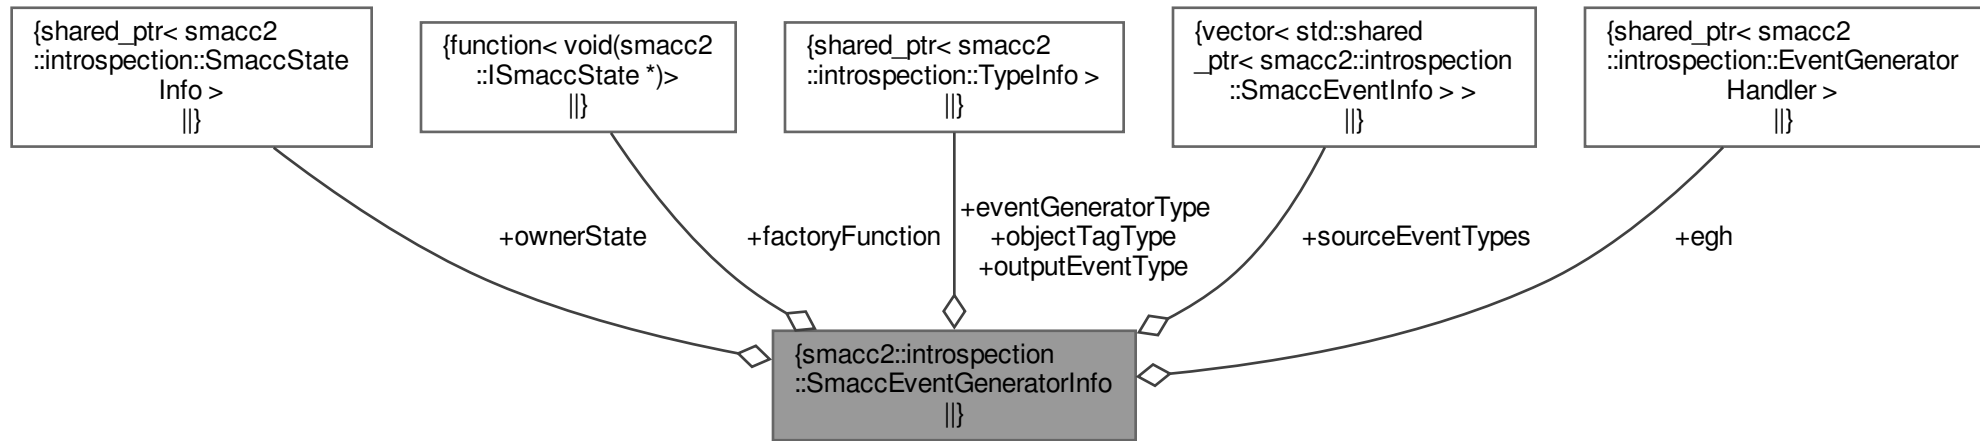 {shared_ptr< smacc2
::introspection::SmaccState
Info >
||}
{function< void(smacc2
::ISmaccState *)>
||}
{shared_ptr< smacc2
::introspection::TypeInfo >
||}
{vector< std::shared
_ptr< smacc2::introspection
::SmaccEventInfo > >
||}
{shared_ptr< smacc2
::introspection::EventGenerator
Handler >
||}
+ownerState
+factoryFunction
+eventGeneratorType
+objectTagType
+outputEventType
+sourceEventTypes
+egh
{smacc2::introspection
::SmaccEventGeneratorInfo
||}